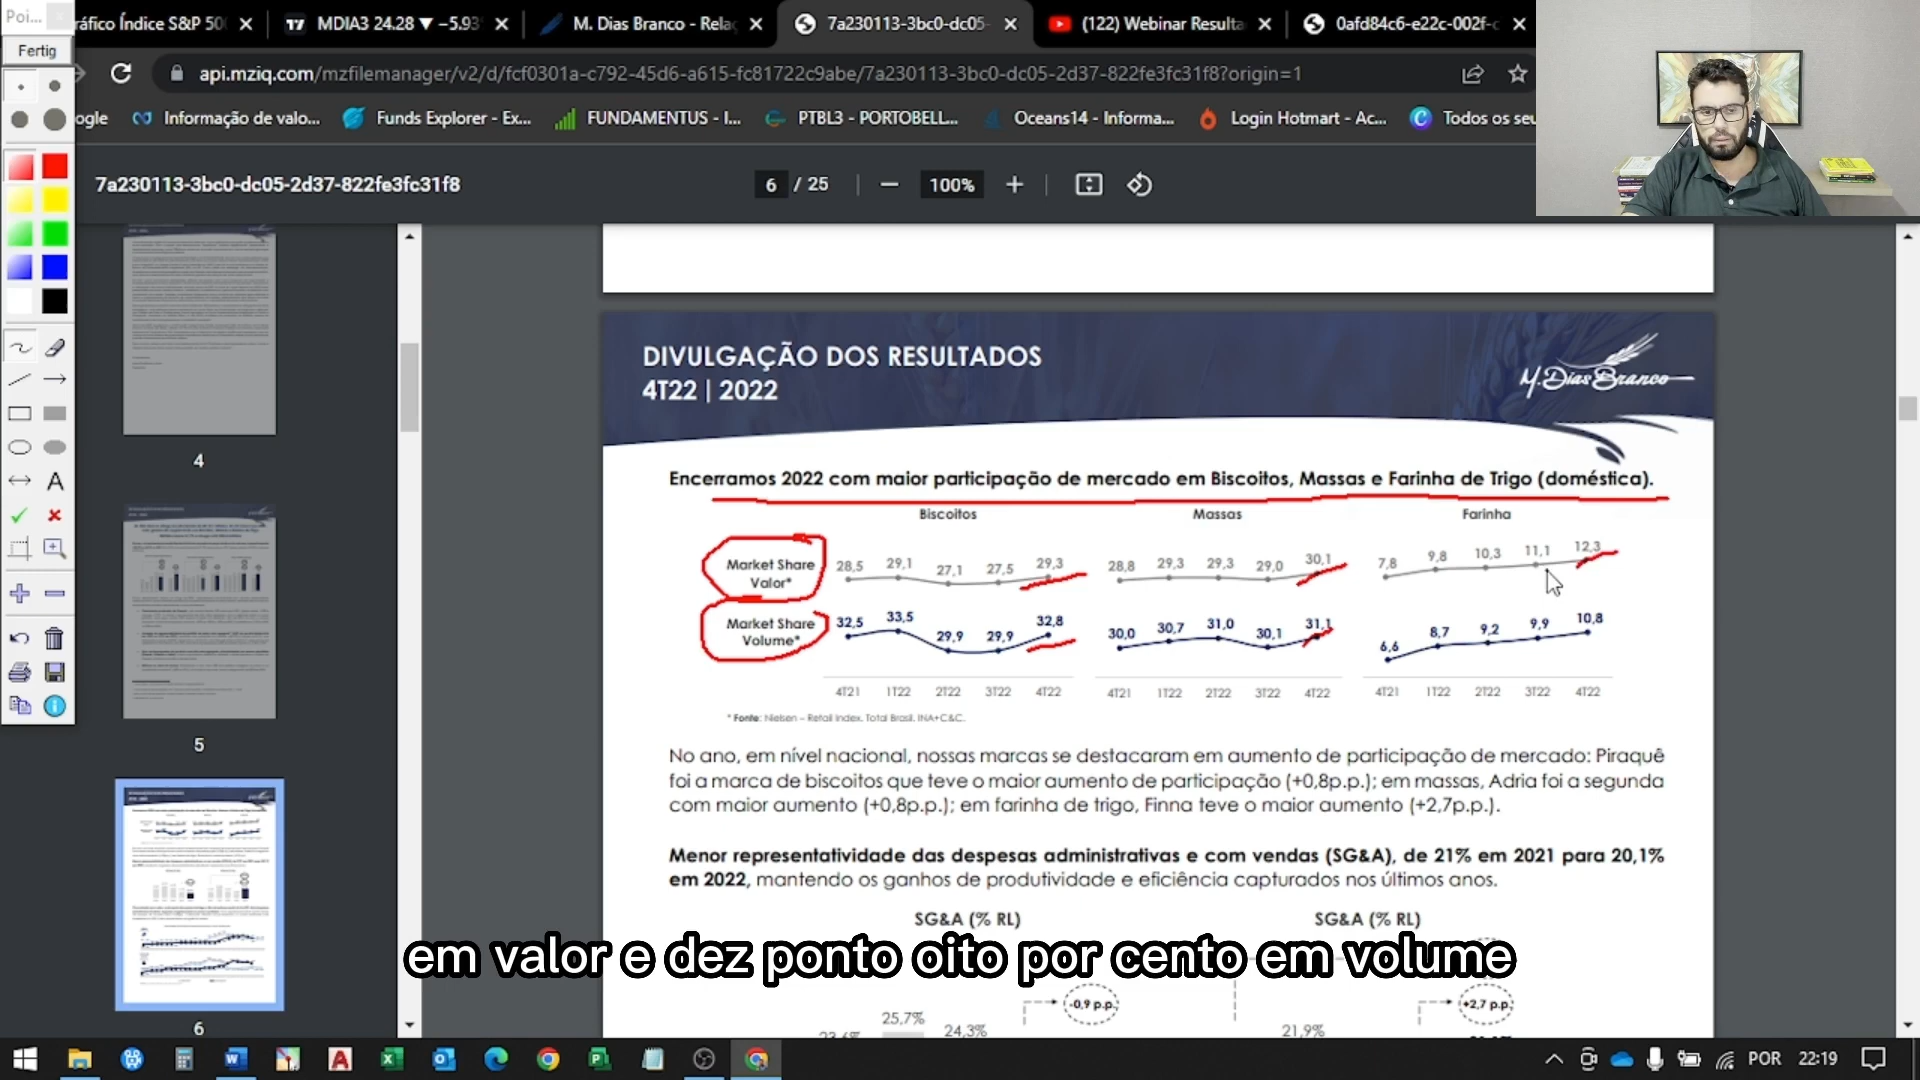 Poi...
Fertig
ráfico Índice S&P 50
MDIA3 24.28 ▼ −5.93
M. Dias Branco - Rela
7a230113-3bc0-dc05-
(122) Webinar Resulta
0afd84c6-e22c-002f-c
api.mziq.com/mzfilemanager/v2/d/fcf0301a-c792-45d6-a615-fc81722c9abe/7a230113-3bc0-dc05-2d37-822fe3fc31f8?origin=1
ogle
Informação de valo...
Funds Explorer - Ex...
FUNDAMENTUS - I...
PTBL3 - PORTOBELL...
Oceans14 - Informa...
Login Hotmart - Ac...
Todos os seu
7a230113-3bc0-dc05-2d37-822fe3fc31f8
6 / 25
100%
4
5
6
DIVULGAÇÃO DOS RESULTADOS
4T22 | 2022
M. Dias Branco
Encerramos 2022 com maior participação de mercado em Biscoitos, Massas e Farinha de Trigo (doméstica).
Biscoitos Massas Farinha
Market Share
Valor*
28,5 29,1 27,1 27,5 29,3
28,8 29,3 29,3 29,0 30,1
7,8 9,8 10,3 11,1 12,3
Market Share
Volume*
32,5 33,5 29,9 29,9 32,8
30,0 30,7 31,0 30,1 31,1
6,6 8,7 9,2 9,9 10,8
4T21 1T22 2T22 3T22 4T22
4T21 1T22 2T22 3T22 4T22
4T21 1T22 2T22 3T22 4T22
* Fonte: Nielsen – Retail Index. Total Brasil. INA+C&C.
No ano, em nível nacional, nossas marcas se destacaram em aumento de participação de mercado: Piraquê
foi a marca de biscoitos que teve o maior aumento de participação (+0,8p.p.); em massas, Adria foi a segunda
com maior aumento (+0,8p.p.); em farinha de trigo, Finna teve o maior aumento (+2,7p.p.).
Menor representatividade das despesas administrativas e com vendas (SG&A), de 21% em 2021 para 20,1%
em 2022, mantendo os ganhos de produtividade e eficiência capturados nos últimos anos.
SG&A (% RL) SG&A (% RL)
em valor e dez ponto oito por cento em volume
-0,9 p.p. +2,7 p.p.
25,7% 24,3% 21,9%
A
POR
22:19